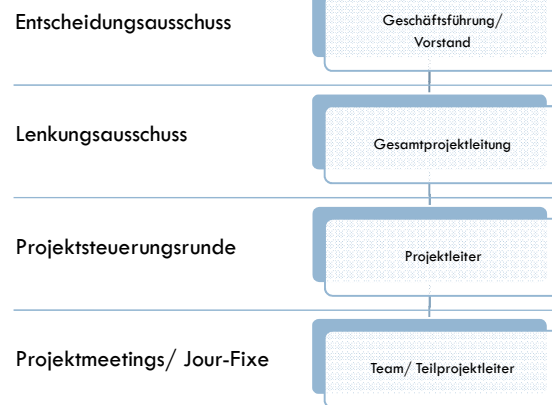 Entscheidungsausschuss
Geschäftsführung/
Vorstand
Lenkungsausschuss
Gesamtprojektleitung
Projektsteuerungsrunde
Projektleiter
Projektmeetings/ Jour-Fixe
Team/ Teilprojektleiter